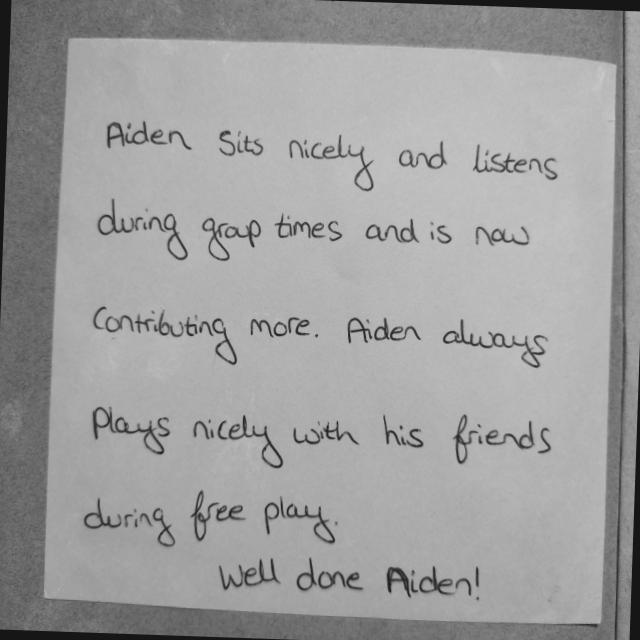 Aiden sits nicely and listens
during group times and is now
contributing more. Aiden always
plays nicely with his friends
during free play.
Well done Aiden!